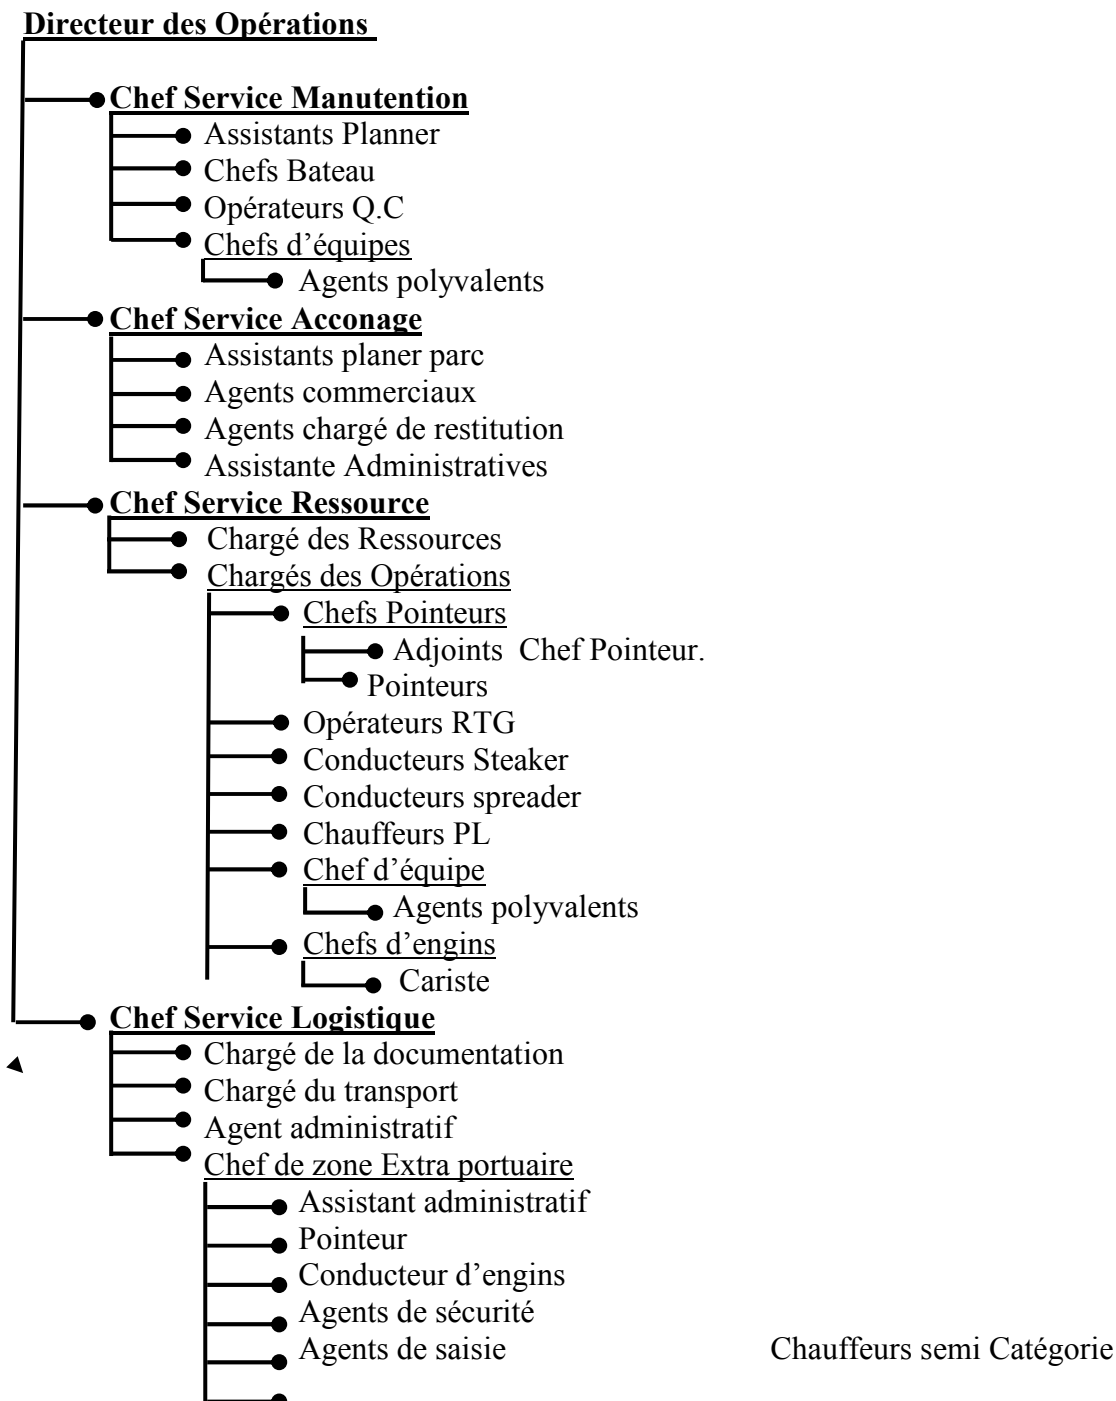 Directeur des Opérations
Chef Service Manutention
Assistants Planner
Chefs Bateau
Opérateurs Q.C
Chefs d’équipes
Agents polyvalents
Chef Service Acconage
Assistants planer parc
Agents commerciaux
Agents chargé de restitution
Assistante Administratives
Chef Service Ressource
Chargé des Ressources
Chargés des Opérations
Chefs Pointeurs
Adjoints Chef Pointeur.
Pointeurs
Opérateurs RTG
Conducteurs Steaker
Conducteurs spreader
Chauffeurs PL
Chef d’équipe
Agents polyvalents
Chefs d’engins
Cariste
Chef Service Logistique
Chargé de la documentation
Chargé du transport
Agent administratif
Chef de zone Extra portuaire
Assistant administratif
Pointeur
Conducteur d’engins
Agents de sécurité
Agents de saisie Chauffeurs semi Catégorie